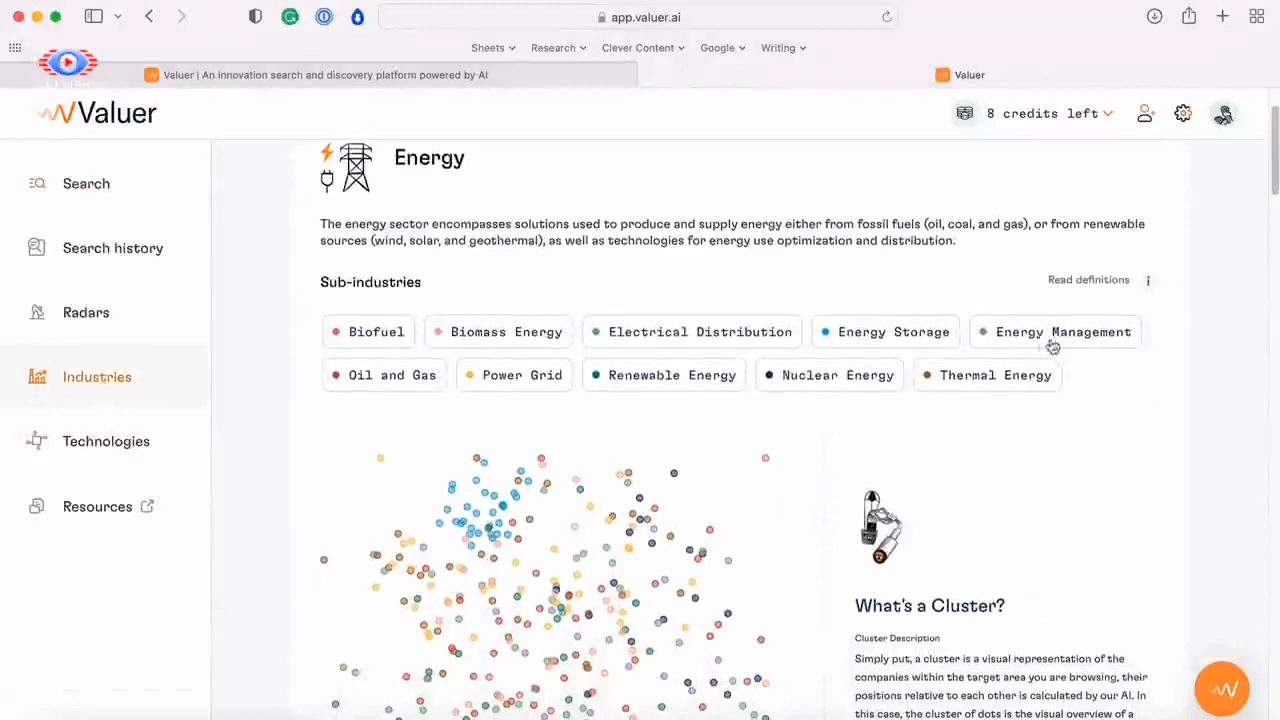 app.valuer.ai
Sheets Research Clever Content Google Writing
Valuer | An innovation search and discovery platform powered by AI
Valuer
Valuer
8 credits left
Search
Search history
Radars
Industries
Technologies
Resources
Energy
The energy sector encompasses solutions used to produce and supply energy either from fossil fuels (oil, coal, and gas), or from renewable
sources (wind, solar, and geothermal), as well as technologies for energy use optimization and distribution.
Sub-industries
Read definitions i
Biofuel Biomass Energy Electrical Distribution Energy Storage Energy Management
Oil and Gas Power Grid Renewable Energy Nuclear Energy Thermal Energy
What's a Cluster?
Cluster Description
Simply put, a cluster is a visual representation of the
companies within the target area you are browsing, their
positions relative to each other is calculated by our AI. In
this case, the cluster of dots is the visual overview of a